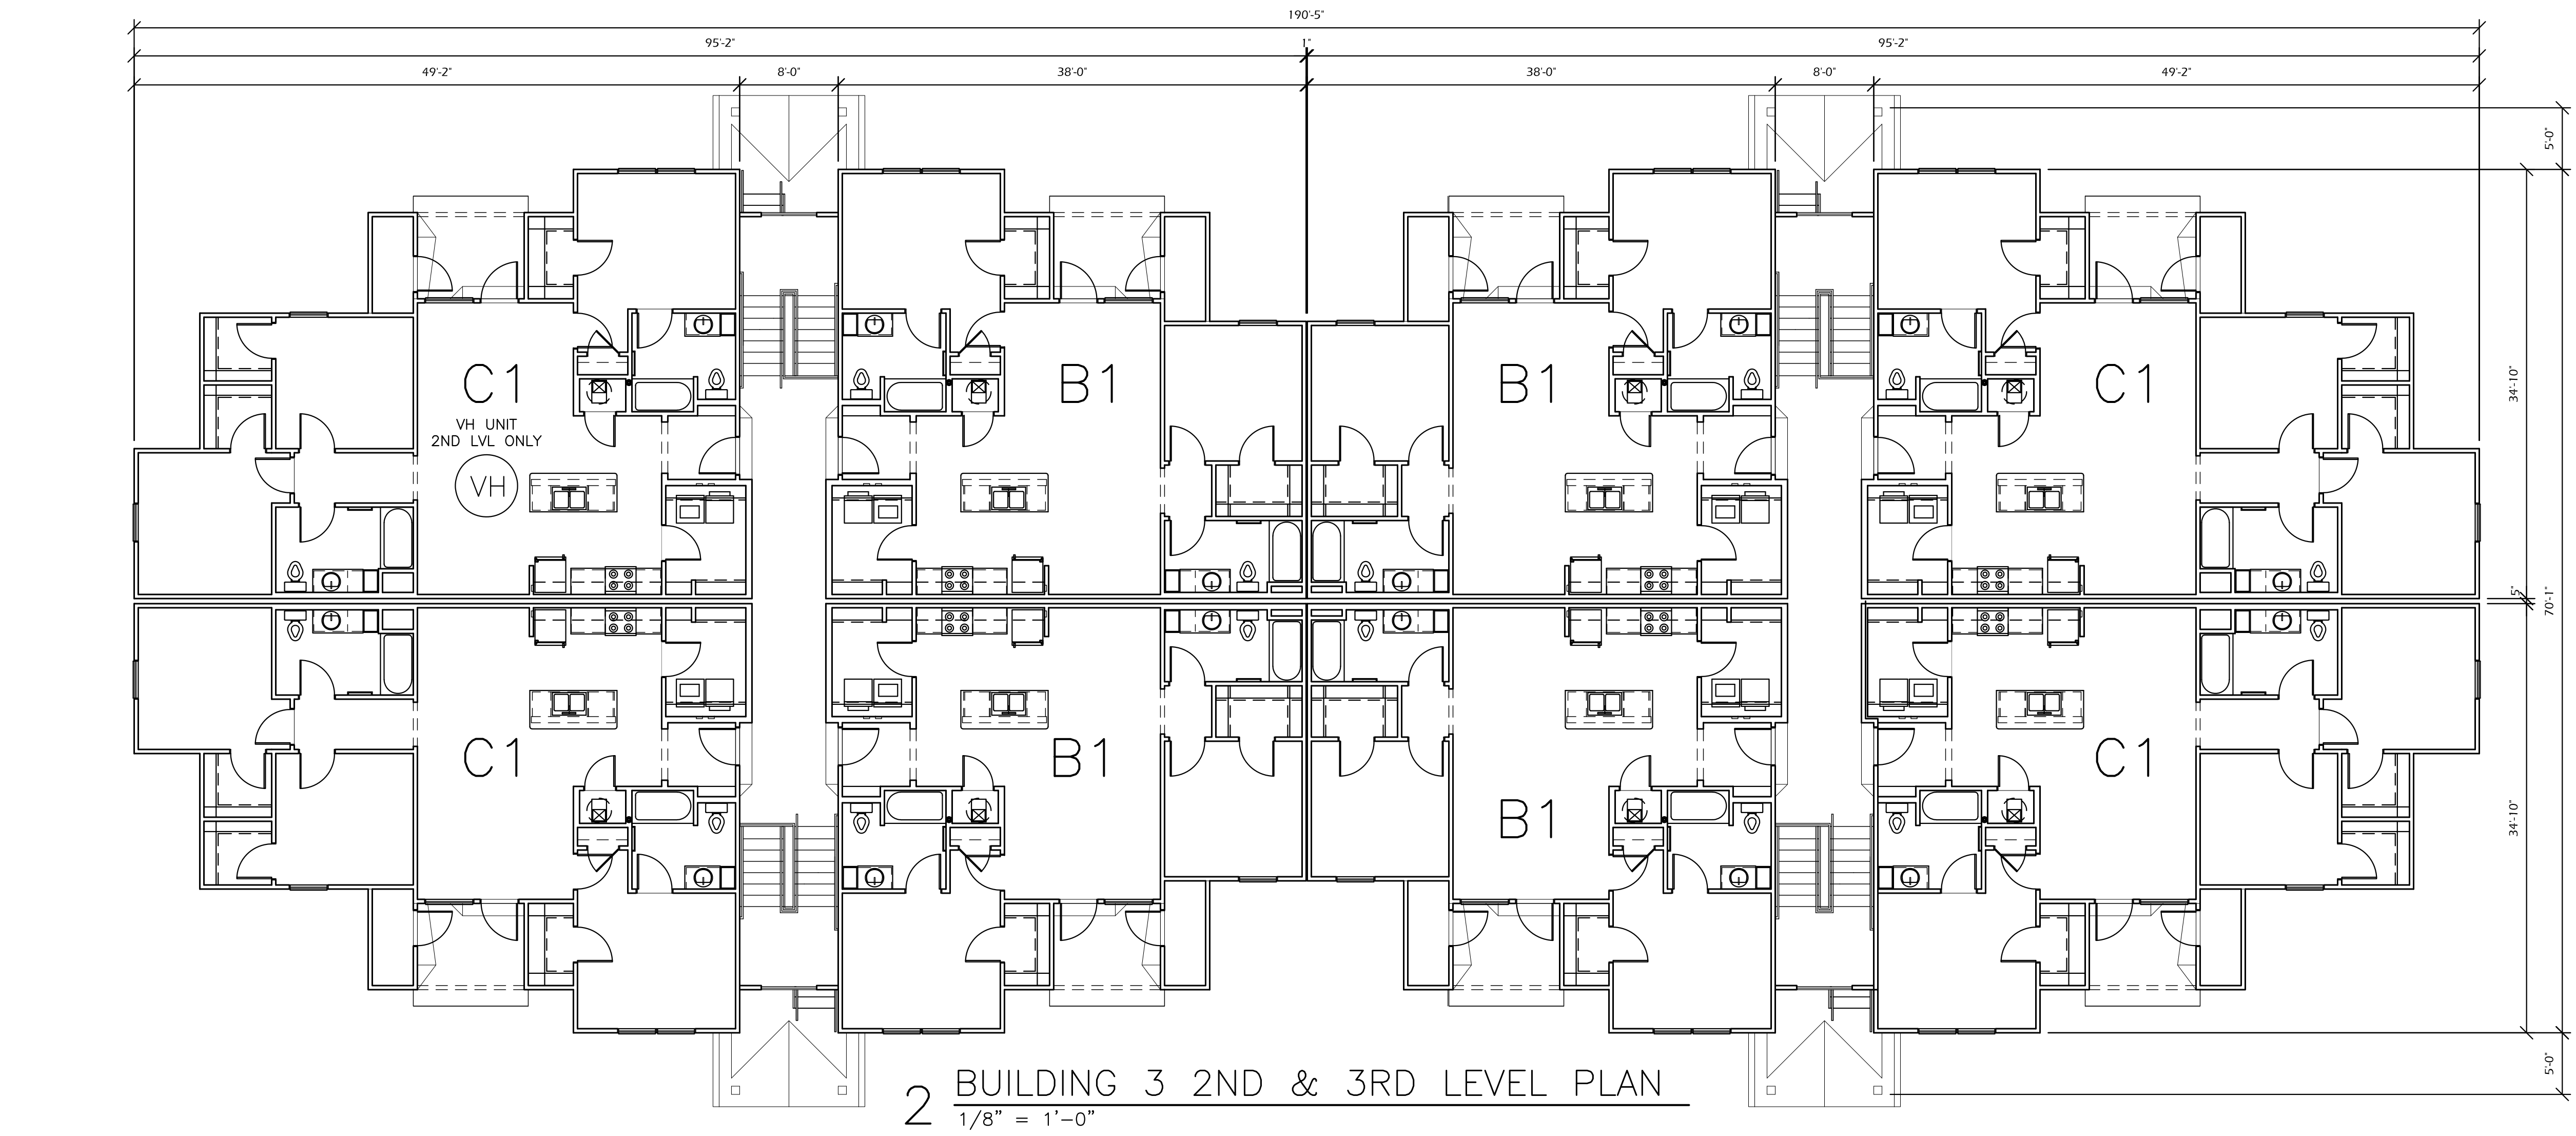 190'-5"
95'-2" 1" 95'-2"
49'-2" 8'-0" 38'-0" 38'-0" 8'-0" 49'-2"
5'-0"
34'-10"
C1 B1 B1 C1
VH UNIT
2ND LVL ONLY
VH
5"
70'-1"
C1 B1 C1
B1
34'-10"
5'-0"
2 BUILDING 3 2ND & 3RD LEVEL PLAN
1/8" = 1'-0"